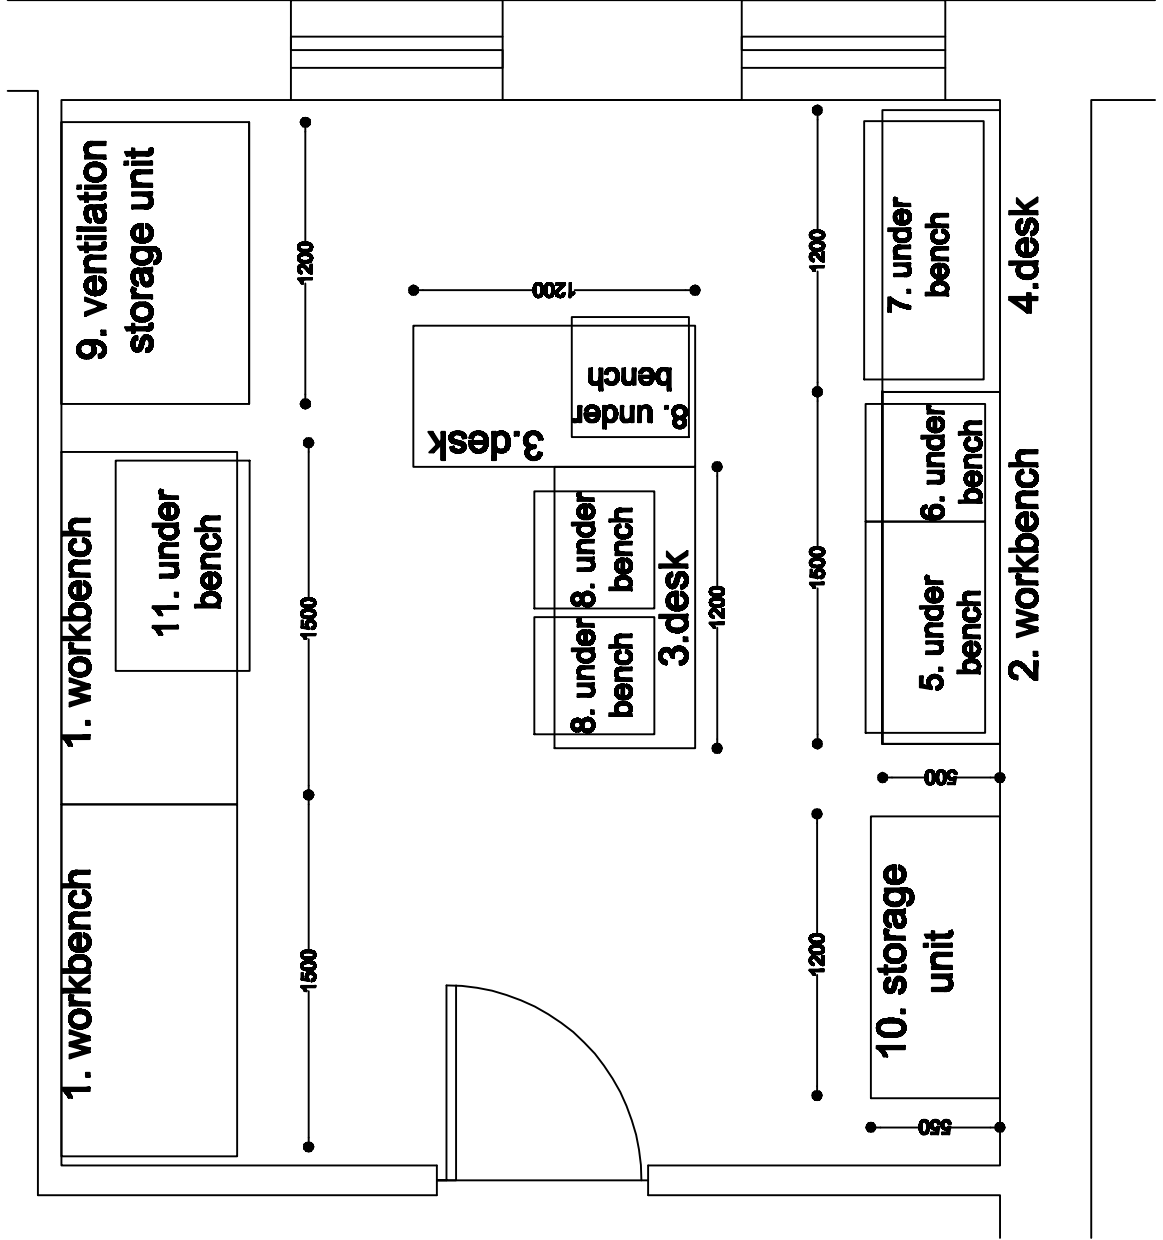 9. ventilation
storage unit
1200
1200
1200
7. under
bench
4.desk
8. under
bench
3.desk
1. workbench
11. under
bench
1500
8. under
bench
8. under
bench
3.desk
1200
1500
6. under
bench
5. under
bench
2. workbench
500
1. workbench
1500
1200
10. storage
unit
550